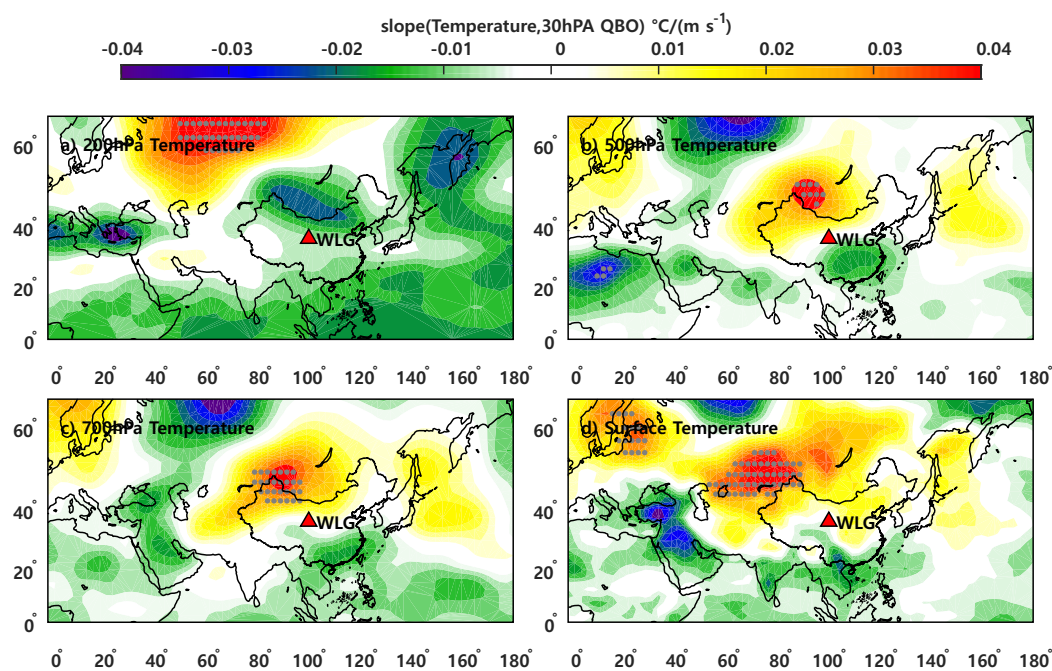 slope(Temperature,30hPA QBO) °C/(m s⁻¹)
-0.04 -0.03 -0.02 -0.01 0 0.01 0.02 0.03 0.04
60° a) 200hPa Temperature
40° WLG
20°
0°
0° 20° 40° 60° 80° 100° 120° 140° 160° 180°
60° b) 500hPa Temperature
40° WLG
20°
0°
0° 20° 40° 60° 80° 100° 120° 140° 160° 180°
60° c) 700hPa Temperature
40° WLG
20°
0°
0° 20° 40° 60° 80° 100° 120° 140° 160° 180°
60° d) Surface Temperature
40° WLG
20°
0°
0° 20° 40° 60° 80° 100° 120° 140° 160° 180°